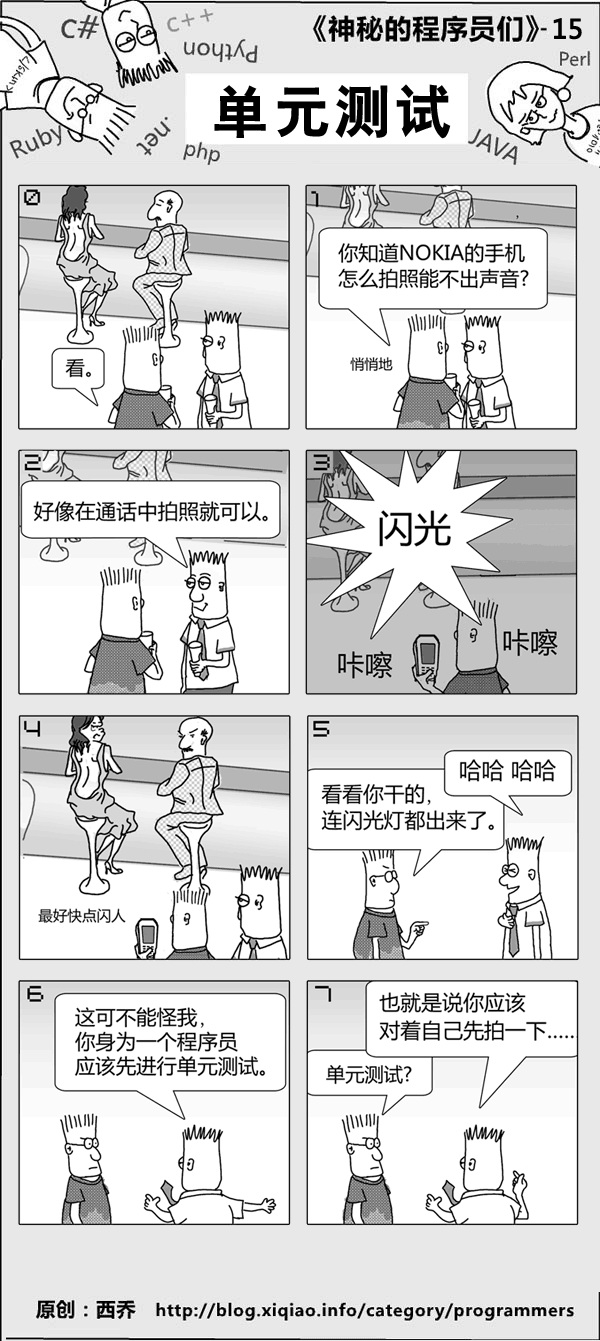 《神秘的程序员们》- 15
C#
C++
Python
Perl
Ruby
.net
php
JAVA
单元测试
0
看。
1
你知道NOKIA的手机
怎么拍照能不出声音?
悄悄地
2
好像在通话中拍照就可以。
3
闪光
咔嚓
咔嚓
4
最好快点闪人
5
哈哈 哈哈
看看你干的，
连闪光灯都出来了。
6
这可不能怪我，
你身为一个程序员
应该先进行单元测试。
7
也就是说你应该
对着自己先拍一下......
单元测试?
原创：西乔 http://blog.xiqiao.info/category/programmers